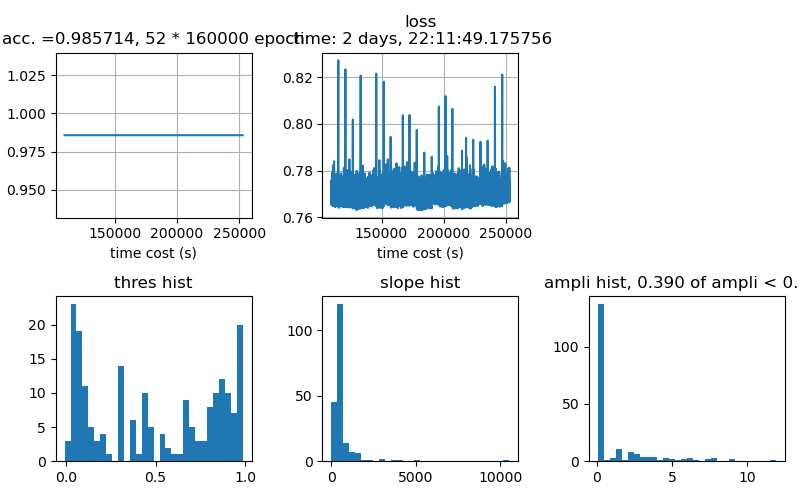 acc. =0.985714, 52 * 160000 epoch
loss
time: 2 days, 22:11:49.175756
1.025
1.000
0.975
0.950
150000 200000 250000
time cost (s)
0.82
0.80
0.78
0.76
150000 200000 250000
time cost (s)
thres hist
20
15
10
5
0
0.0 0.5 1.0
slope hist
100
50
0
0 5000 10000
ampli hist, 0.390 of ampli < 0.
100
50
0
0 5 10